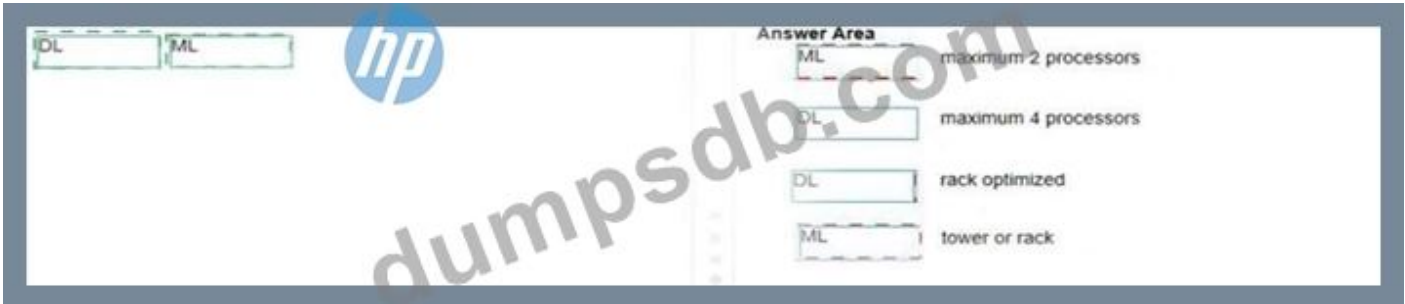 DL
ML
hp
Answer Area
ML maximum 2 processors
DL maximum 4 processors
DL rack optimized
ML tower or rack
dumpsdb.com